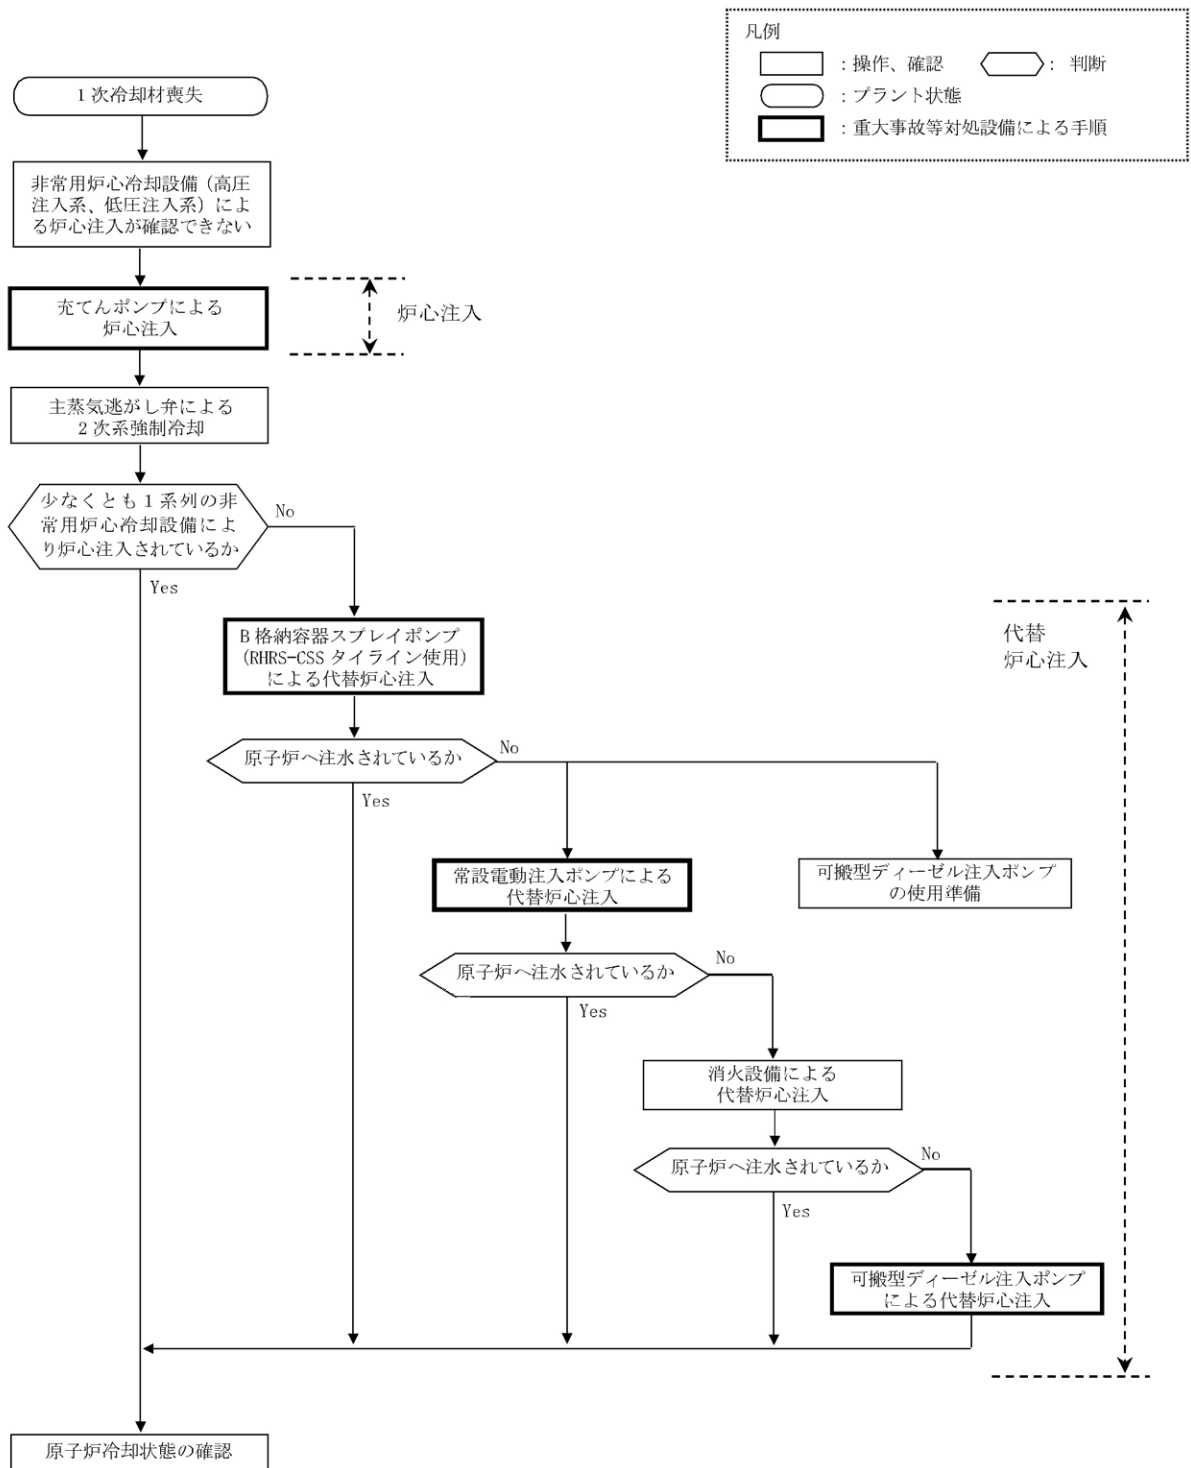 凡例
：操作、確認
： 判断
：プラント状態
：重大事故等対処設備による手順
1次冷却材喪失
非常用炉心冷却設備（高圧
注入系、低圧注入系）によ
る炉心注入が確認できない
充てんポンプによる
炉心注入
炉心注入
主蒸気逃がし弁による
2次系強制冷却
少なくとも1系列の非
常用炉心冷却設備によ
り炉心注入されているか
No
Yes
B格納容器スプレイポンプ
（RHRS-CSSタイライン使用）
による代替炉心注入
代替
炉心注入
原子炉へ注水されているか
No
Yes
常設電動注入ポンプによる
代替炉心注入
可搬型ディーゼル注入ポンプ
の使用準備
原子炉へ注水されているか
No
Yes
消火設備による
代替炉心注入
原子炉へ注水されているか
No
Yes
可搬型ディーゼル注入ポンプ
による代替炉心注入
原子炉冷却状態の確認